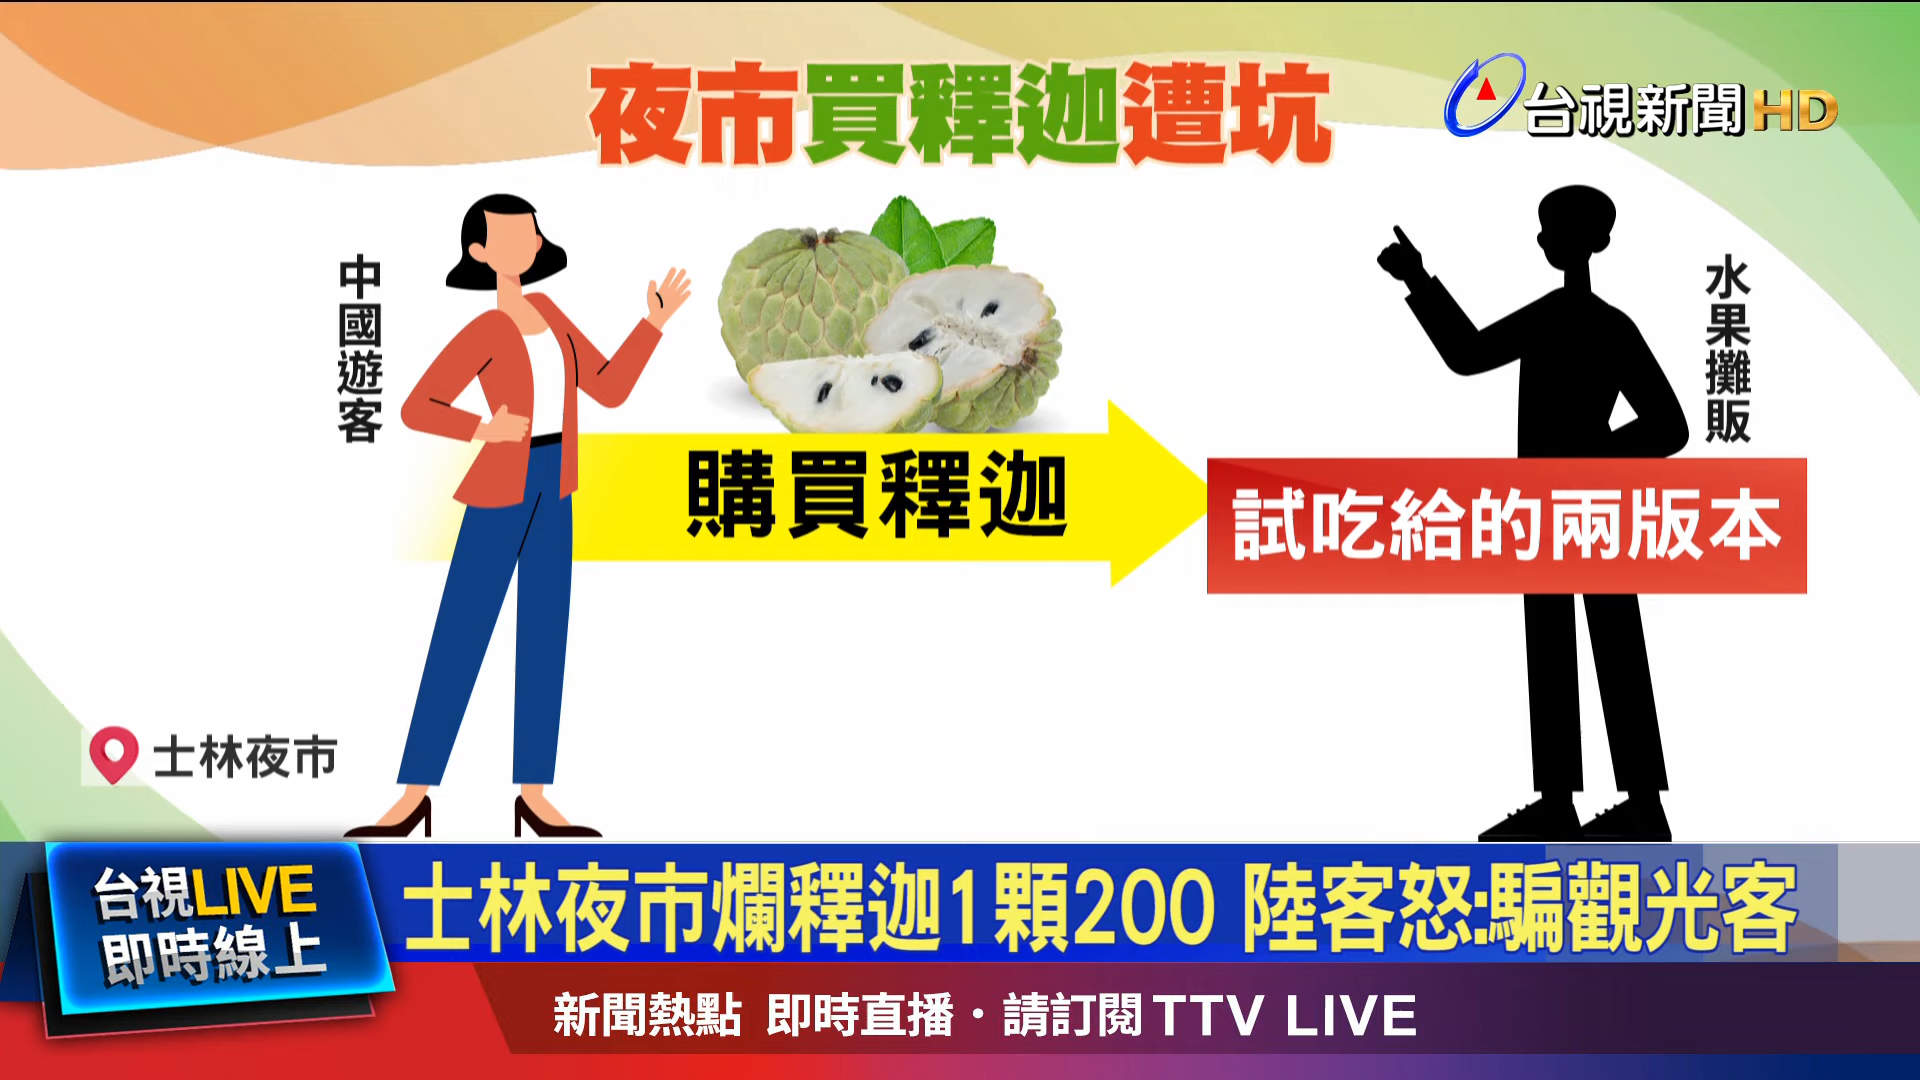 夜市買釋迦遭坑
台視新聞HD
中國遊客
水果攤販
購買釋迦
試吃給的兩版本
士林夜市
台視LIVE
即時線上
士林夜市爛釋迦1顆200 陸客怒:騙觀光客
新聞熱點 即時直播・請訂閱TTV LIVE